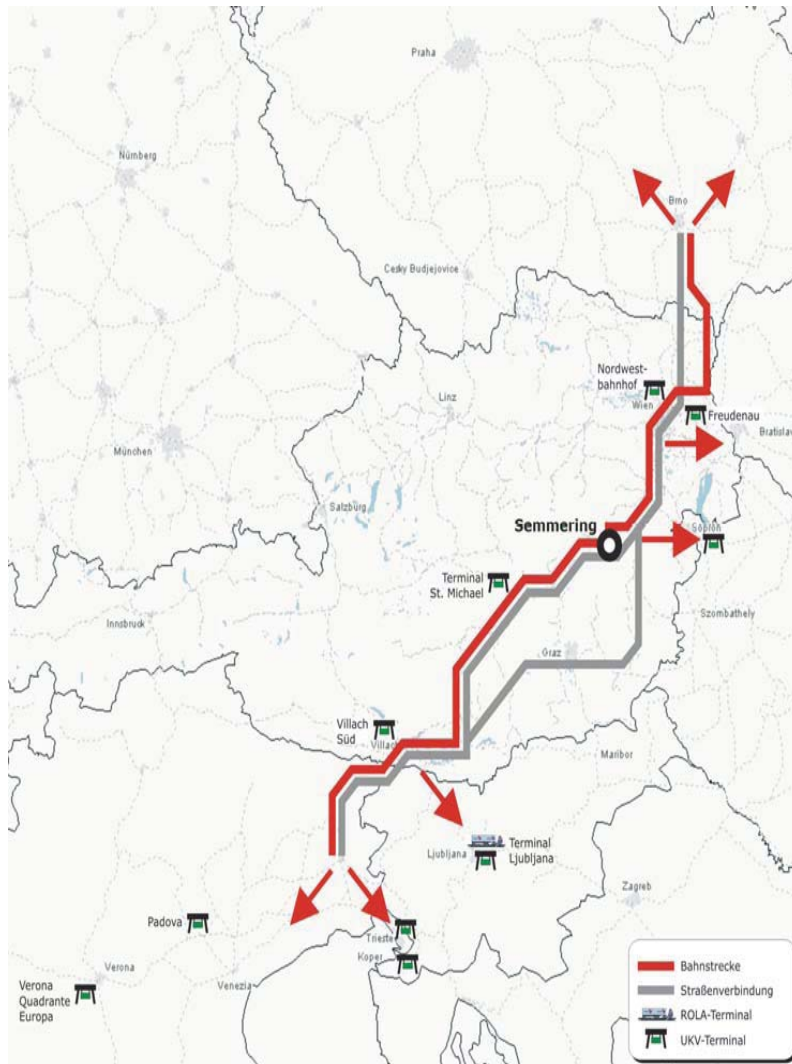 Praha
Nürnberg
Brno
Cesky Budjejovice
Nordwest-
bahnhof
Linz
Wien
Freudenau
Bratislav
München
Salzburg
Semmering
Sopron
Terminal
St. Michael
Szombathely
Innsbruck
Graz
Villach
Süd
Villach
Maribor
Terminal
Ljubljana
Ljubljana
Zagreb
Padova
Trieste
Koper
Verona
Verona
Quadrante
Europa
Venezia
Bahnstrecke
Straßenverbindung
ROLA-Terminal
UKV-Terminal